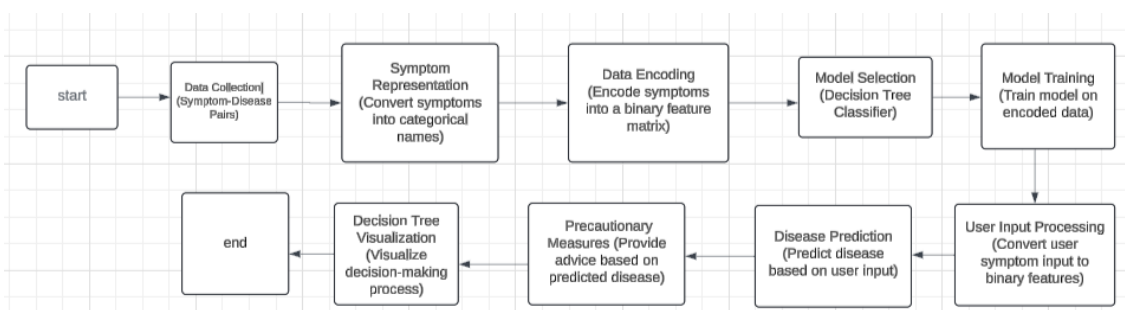 start
Data Collection|
(Symptom-Disease
Pairs)
Symptom
Representation
(Convert symptoms
into categorical
names)
Data Encoding
(Encode symptoms
into a binary feature
matrix)
Model Selection
(Decision Tree
Classifier)
Model Training
(Train model on
encoded data)
User Input Processing
(Convert user
symptom input to
binary features)
Disease Prediction
(Predict disease
based on user input)
Precautionary
Measures (Provide
advice based on
predicted disease)
Decision Tree
Visualization
(Visualize
decision-making
process)
end